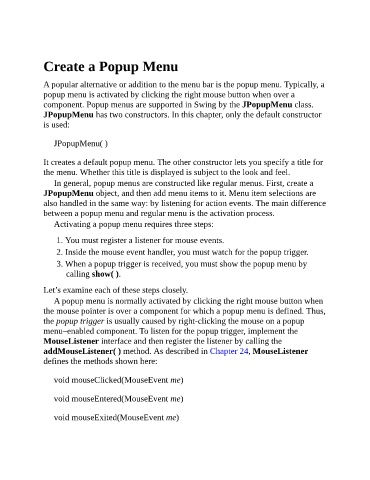 Create a Popup Menu
A popular alternative or addition to the menu bar is the popup menu. Typically, a
popup menu is activated by clicking the right mouse button when over a
component. Popup menus are supported in Swing by the JPopupMenu class.
JPopupMenu has two constructors. In this chapter, only the default constructor
is used:
JPopupMenu( )
It creates a default popup menu. The other constructor lets you specify a title for
the menu. Whether this title is displayed is subject to the look and feel.
In general, popup menus are constructed like regular menus. First, create a
JPopupMenu object, and then add menu items to it. Menu item selections are
also handled in the same way: by listening for action events. The main difference
between a popup menu and regular menu is the activation process.
Activating a popup menu requires three steps:
1. You must register a listener for mouse events.
2. Inside the mouse event handler, you must watch for the popup trigger.
3. When a popup trigger is received, you must show the popup menu by
calling show( ).
Let’s examine each of these steps closely.
A popup menu is normally activated by clicking the right mouse button when
the mouse pointer is over a component for which a popup menu is defined. Thus,
the popup trigger is usually caused by right-clicking the mouse on a popup
menu–enabled component. To listen for the popup trigger, implement the
MouseListener interface and then register the listener by calling the
addMouseListener( ) method. As described in Chapter 24, MouseListener
defines the methods shown here:
void mouseClicked(MouseEvent me)
void mouseEntered(MouseEvent me)
void mouseExited(MouseEvent me)